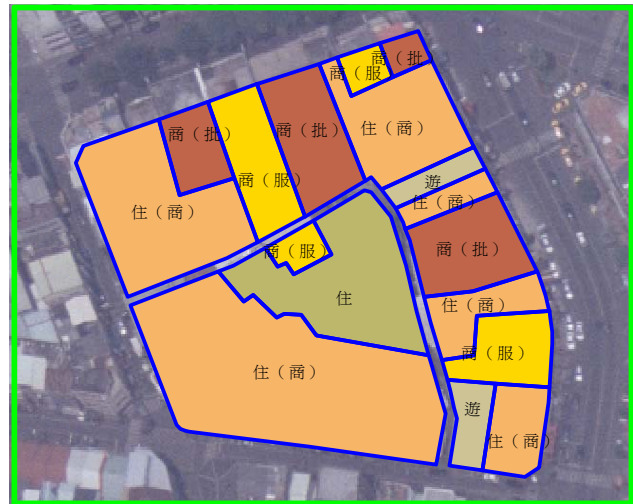 商（批
商（服
住（商）
商（批）
商（批）
商（服）
遊
住（商）
住（商）
商（批）
商（服）
住
住（商）
商（服）
住（商）
遊
住（商）